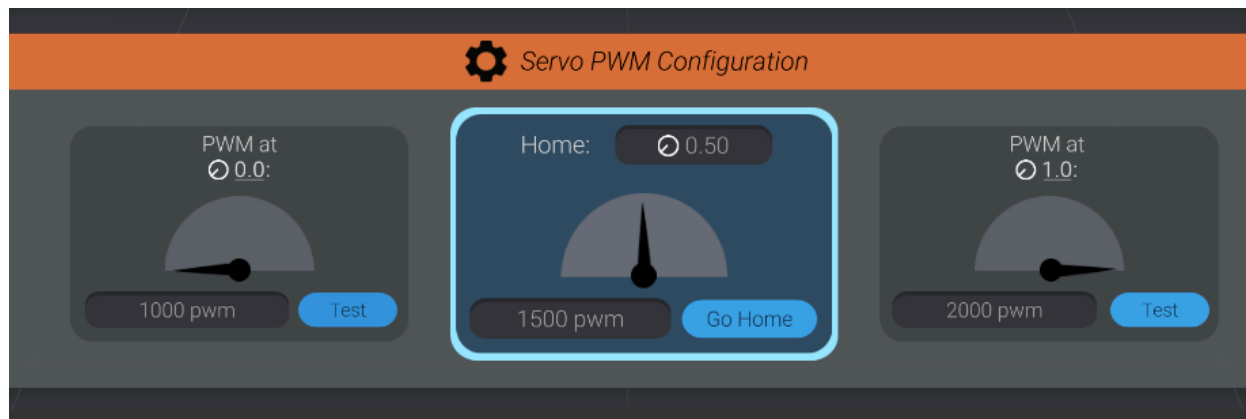 Servo PWM Configuration
PWM at
0.0:
1000 pwm
Test
Home:
0.50
1500 pwm
Go Home
PWM at
1.0:
2000 pwm
Test